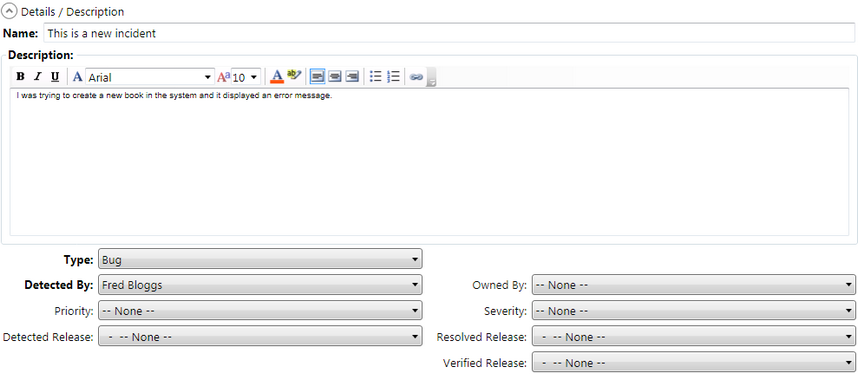 Details / Description
Name: This is a new incident
Description:
B I U A Arial Aa 10 A ab
I was trying to create a new book in the system and it displayed an error message.
Type: Bug
Detected By: Fred Bloggs Owned By: -- None --
Priority: -- None -- Severity: -- None --
Detected Release: - -- None -- Resolved Release: - -- None --
Verified Release: - -- None --